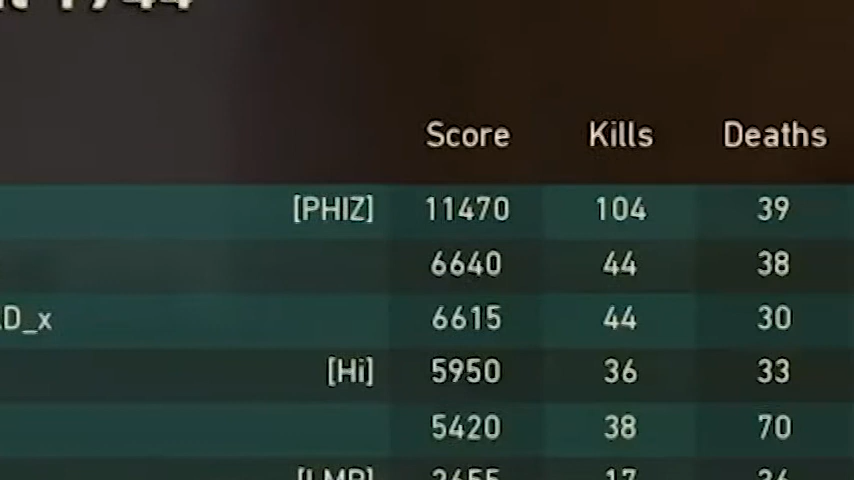 Score Kills Deaths
[PHIZ] 11470 104 39
6640 44 38
D_x 6615 44 30
[Hi] 5950 36 33
5420 38 70